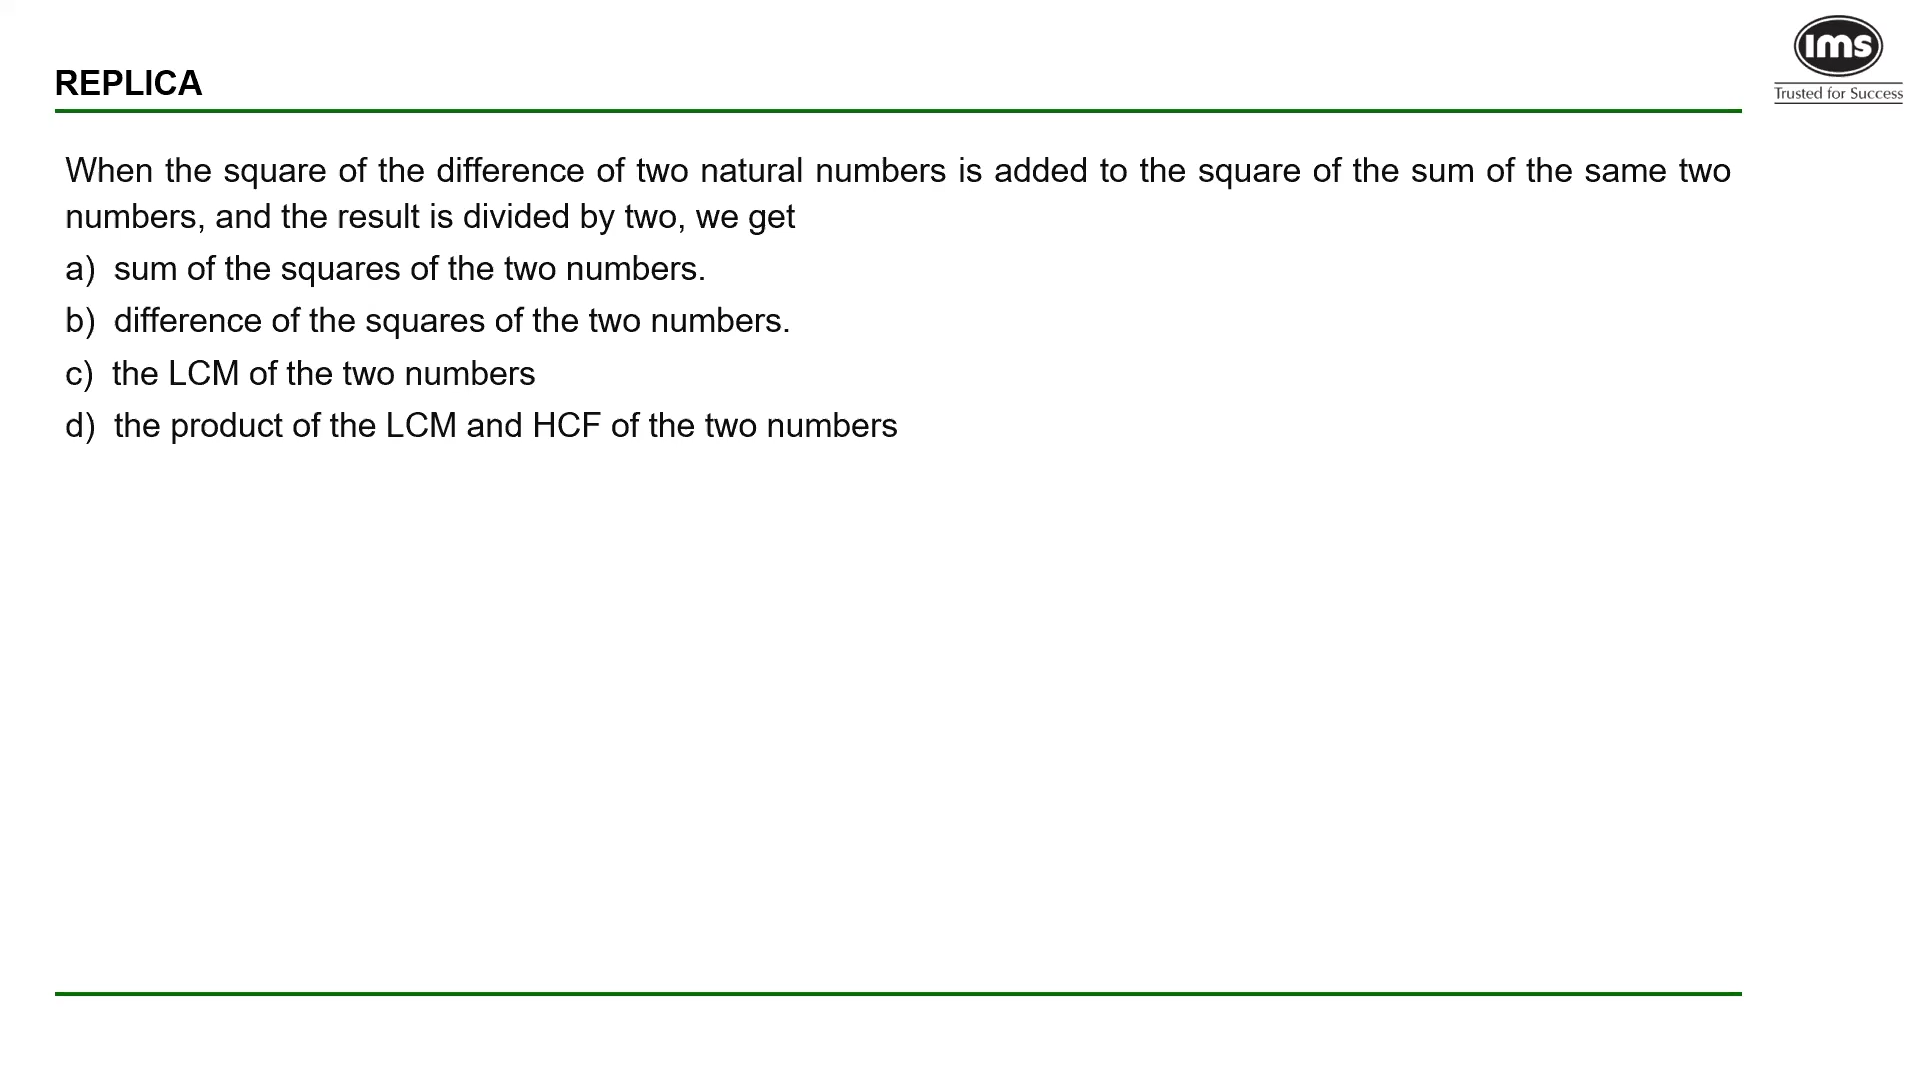 ims
Trusted for Success
REPLICA
When the square of the difference of two natural numbers is added to the square of the sum of the same two
numbers, and the result is divided by two, we get
a) sum of the squares of the two numbers.
b) difference of the squares of the two numbers.
c) the LCM of the two numbers
d) the product of the LCM and HCF of the two numbers